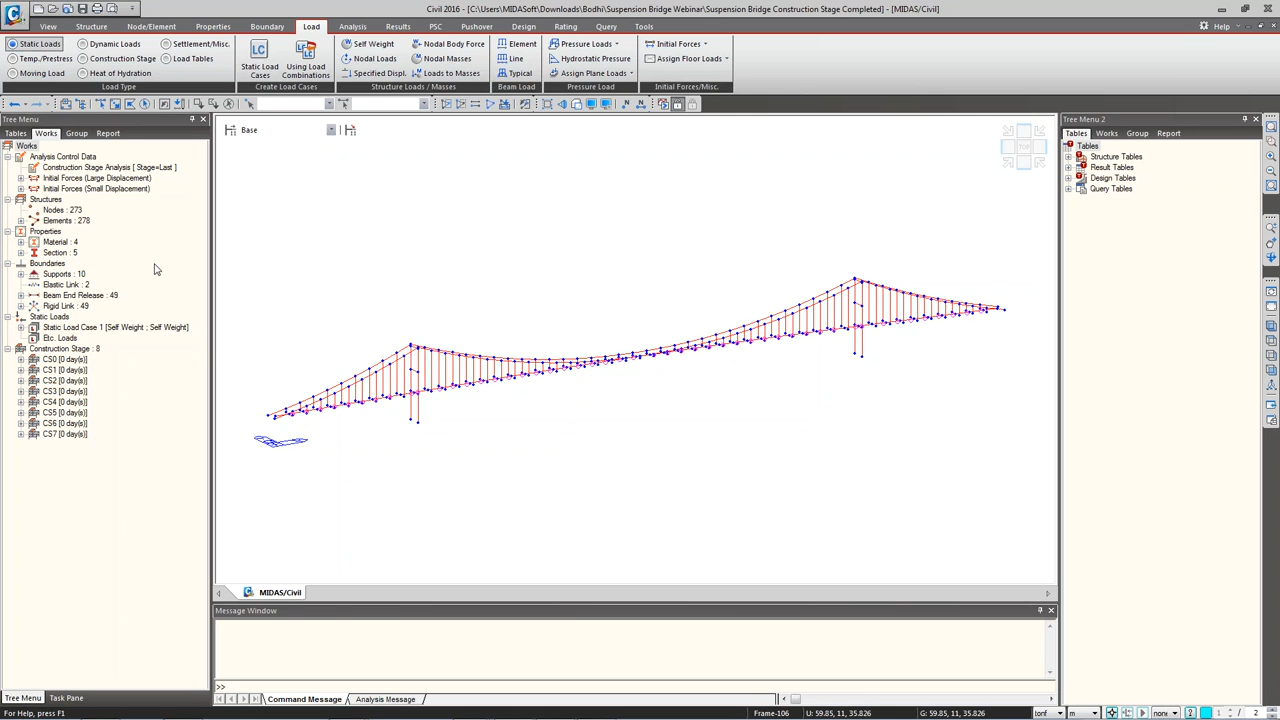 Civil 2016 - [C:\Users\MIDASoft\Downloads\Bodhi\Suspension Bridge Webinar\Suspension Bridge Construction Stage Completed] - [MIDAS/Civil]
View Structure Node/Element Properties Boundary Load Analysis Results PSC Pushover Design Rating Query Tools Help
Static Loads Dynamic Loads Settlement/Misc.
Temp./Prestress Construction Stage Load Tables
Moving Load Heat of Hydration
Load Type
LC
Static Load Cases
Using Load Combinations
Create Load Cases
Self Weight Nodal Body Force
Nodal Loads Nodal Masses
Specified Displ. Loads to Masses
Structure Loads / Masses
Element
Line
Typical
Beam Load
Pressure Loads
Hydrostatic Pressure
Assign Plane Loads
Pressure Load
Initial Forces
Assign Floor Loads
Initial Forces/Misc.
Tree Menu
Tables Works Group Report
Works
Analysis Control Data
Construction Stage Analysis [ Stage=Last ]
Initial Forces (Large Displacement)
Initial Forces (Small Displacement)
Structures
Nodes : 273
Elements : 278
Properties
Material : 4
Section : 5
Boundaries
Supports : 10
Elastic Link : 2
Beam End Release : 49
Rigid Link : 49
Static Loads
Static Load Case 1 [Self Weight ; Self Weight]
Etc. Loads
Construction Stage : 8
CS0 [0 day(s)]
CS1 [0 day(s)]
CS2 [0 day(s)]
CS3 [0 day(s)]
CS4 [0 day(s)]
CS5 [0 day(s)]
CS6 [0 day(s)]
CS7 [0 day(s)]
Tree Menu Task Pane
Base
TOP
MIDAS/Civil
Message Window
>>
Command Message Analysis Message
Tree Menu 2
Tables Works Group Report
Tables
Structure Tables
Result Tables
Design Tables
Query Tables
For Help, press F1
Frame-106
U: 59.85, 11, 35.826
G: 59.85, 11, 35.826
tonf
m
none
1 / 2